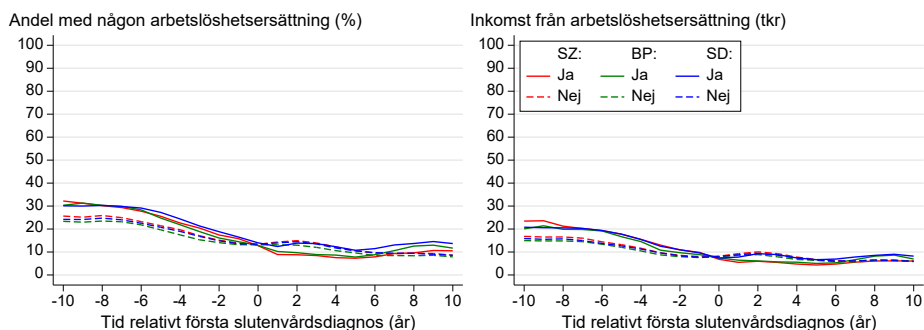 Andel med någon arbetslöshetsersättning (%)
100
90
80
70
60
50
40
30
20
10
0
-10 -8 -6 -4 -2 0 2 4 6 8 10
Tid relativt första slutenvårdsdiagnos (år)
Inkomst från arbetslöshetsersättning (tkr)
100
90
80
70
60
50
40
30
20
10
0
SZ: BP: SD:
Ja Ja Ja
Nej Nej Nej
-10 -8 -6 -4 -2 0 2 4 6 8 10
Tid relativt första slutenvårdsdiagnos (år)